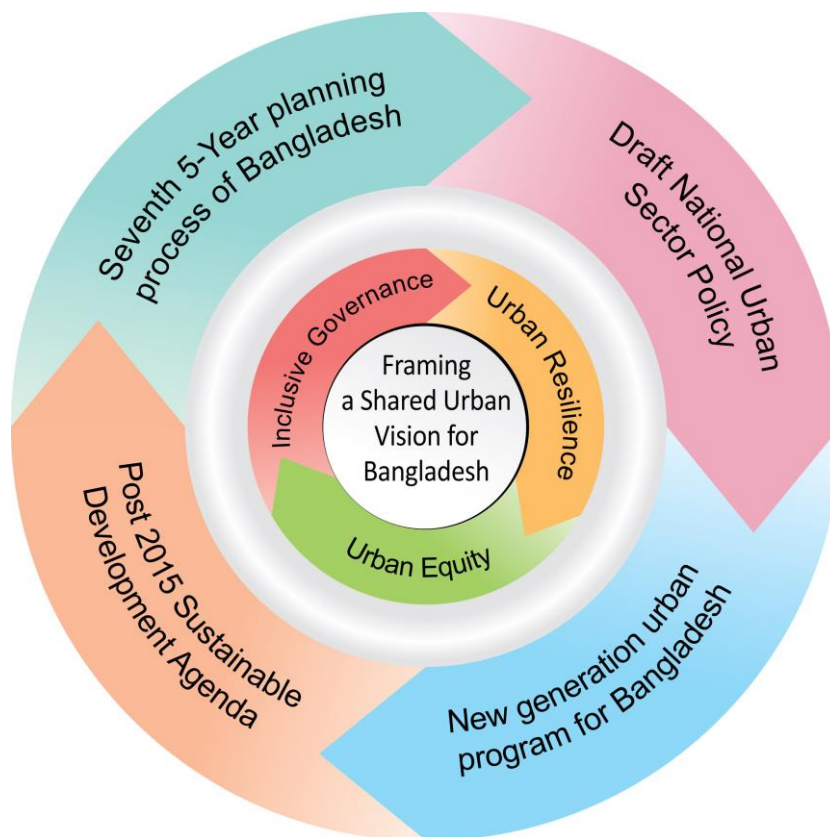 Seventh 5-Year planning
process of Bangladesh
Draft National Urban
Sector Policy
New generation urban
program for Bangladesh
Post 2015 Sustainable
Development Agenda
Inclusive Governance
Urban Resilience
Urban Equity
Framing
a Shared Urban
Vision for
Bangladesh